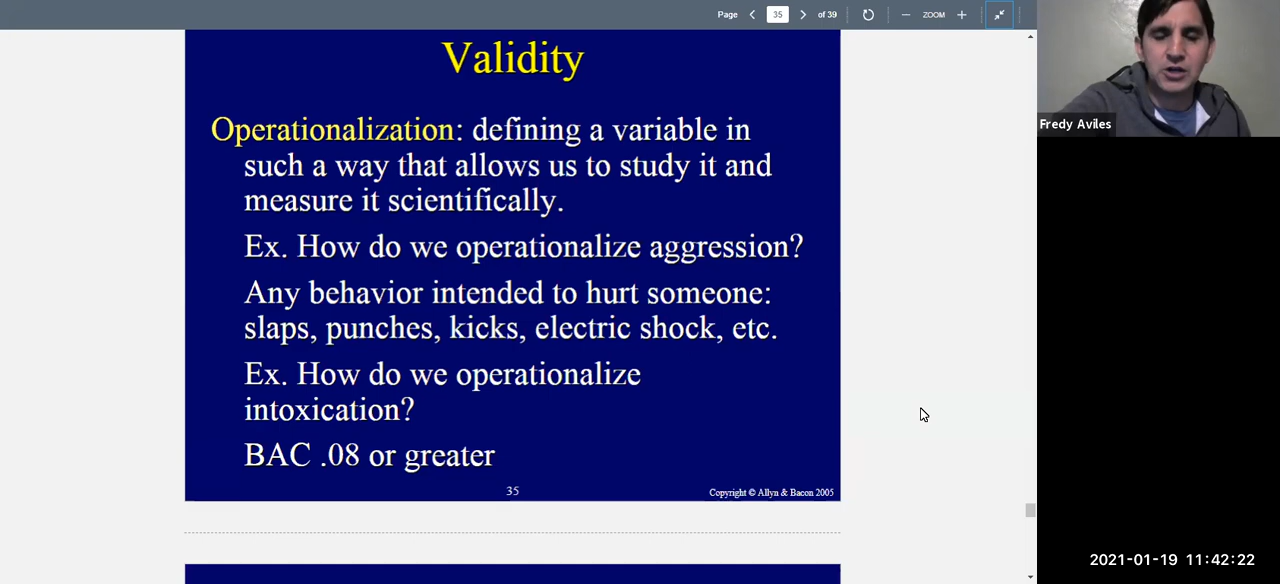 Page 35 of 39 ZOOM
Validity
Operationalization: defining a variable in
such a way that allows us to study it and
measure it scientifically.
Ex. How do we operationalize aggression?
Any behavior intended to hurt someone:
slaps, punches, kicks, electric shock, etc.
Ex. How do we operationalize
intoxication?
BAC .08 or greater
35
Copyright © Allyn & Bacon 2005
Fredy Aviles
2021-01-19 11:42:22